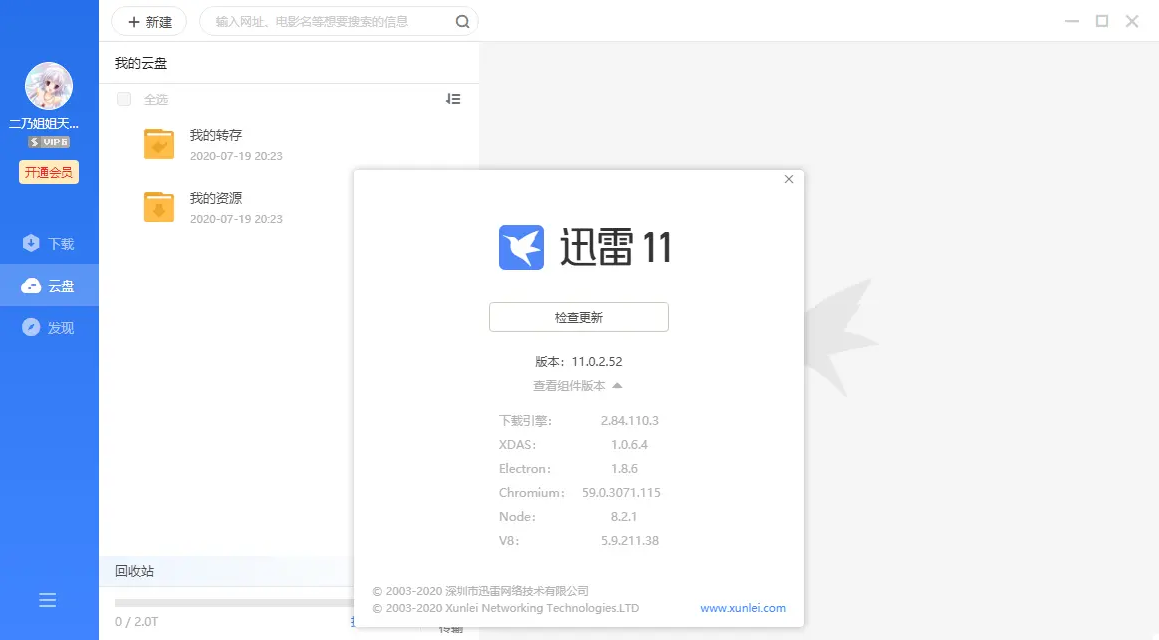 新建
输入网址、电影名等想要搜索的信息
二乃姐姐天...
VIP6
开通会员
下载
云盘
发现
我的云盘
全选
我的转存
2020-07-19 20:23
我的资源
2020-07-19 20:23
回收站
0 / 2.0T
传输
迅雷 11
检查更新
版本：11.0.2.52
查看组件版本
下载引擎： 2.84.110.3
XDAS： 1.0.6.4
Electron： 1.8.6
Chromium： 59.0.3071.115
Node： 8.2.1
V8： 5.9.211.38
© 2003-2020 深圳市迅雷网络技术有限公司
© 2003-2020 Xunlei Networking Technologies.LTD
www.xunlei.com